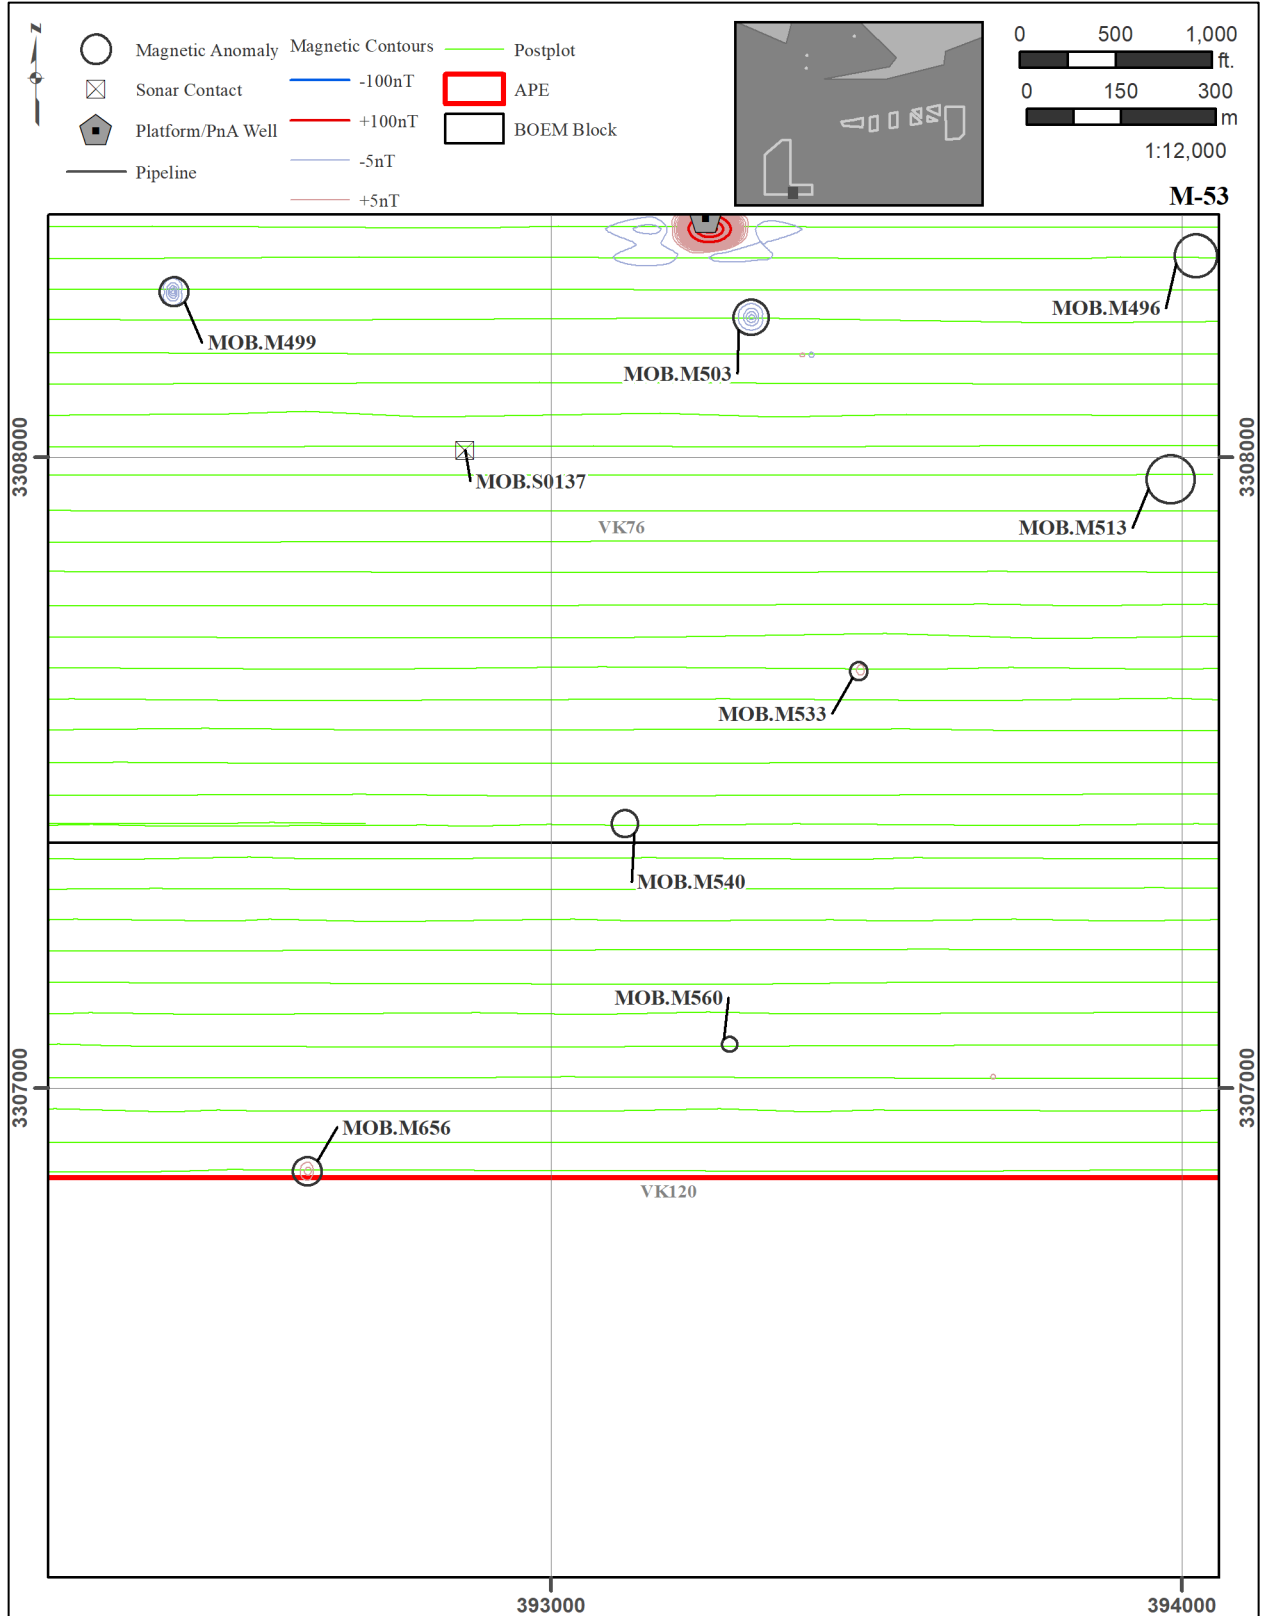 Z
Magnetic Anomaly
Sonar Contact
Platform/PnA Well
Pipeline
Magnetic Contours
-100nT
+100nT
-5nT
+5nT
Postplot
APE
BOEM Block
0 500 1,000
ft.
0 150 300
m
1:12,000
M-53
MOB.M496
MOB.M499
MOB.M503
3308000
3308000
MOB.S0137
VK76
MOB.M513
MOB.M533
MOB.M540
MOB.M560
3307000
3307000
MOB.M656
VK120
393000
394000